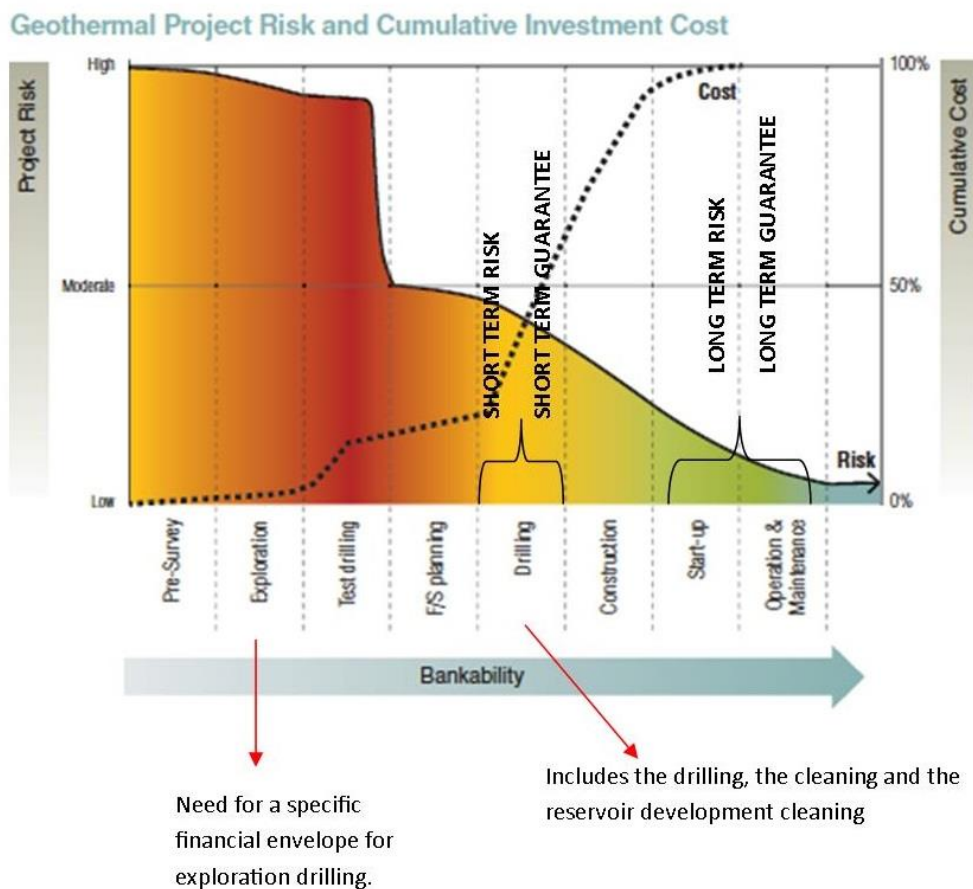 Geothermal Project Risk and Cumulative Investment Cost
Project Risk
High
Moderate
Low
Cost
SHORT TERM RISK
SHORT TERM GUARANTEE
LONG TERM RISK
LONG TERM GUARANTEE
Risk
100%
50%
0%
Cumulative Cost
Pre-Survey
Exploration
Test drilling
F/S planning
Drilling
Construction
Start-up
Operation &
Maintenance
Bankability
Need for a specific
financial envelope for
exploration drilling.
Includes the drilling, the cleaning and the
reservoir development cleaning